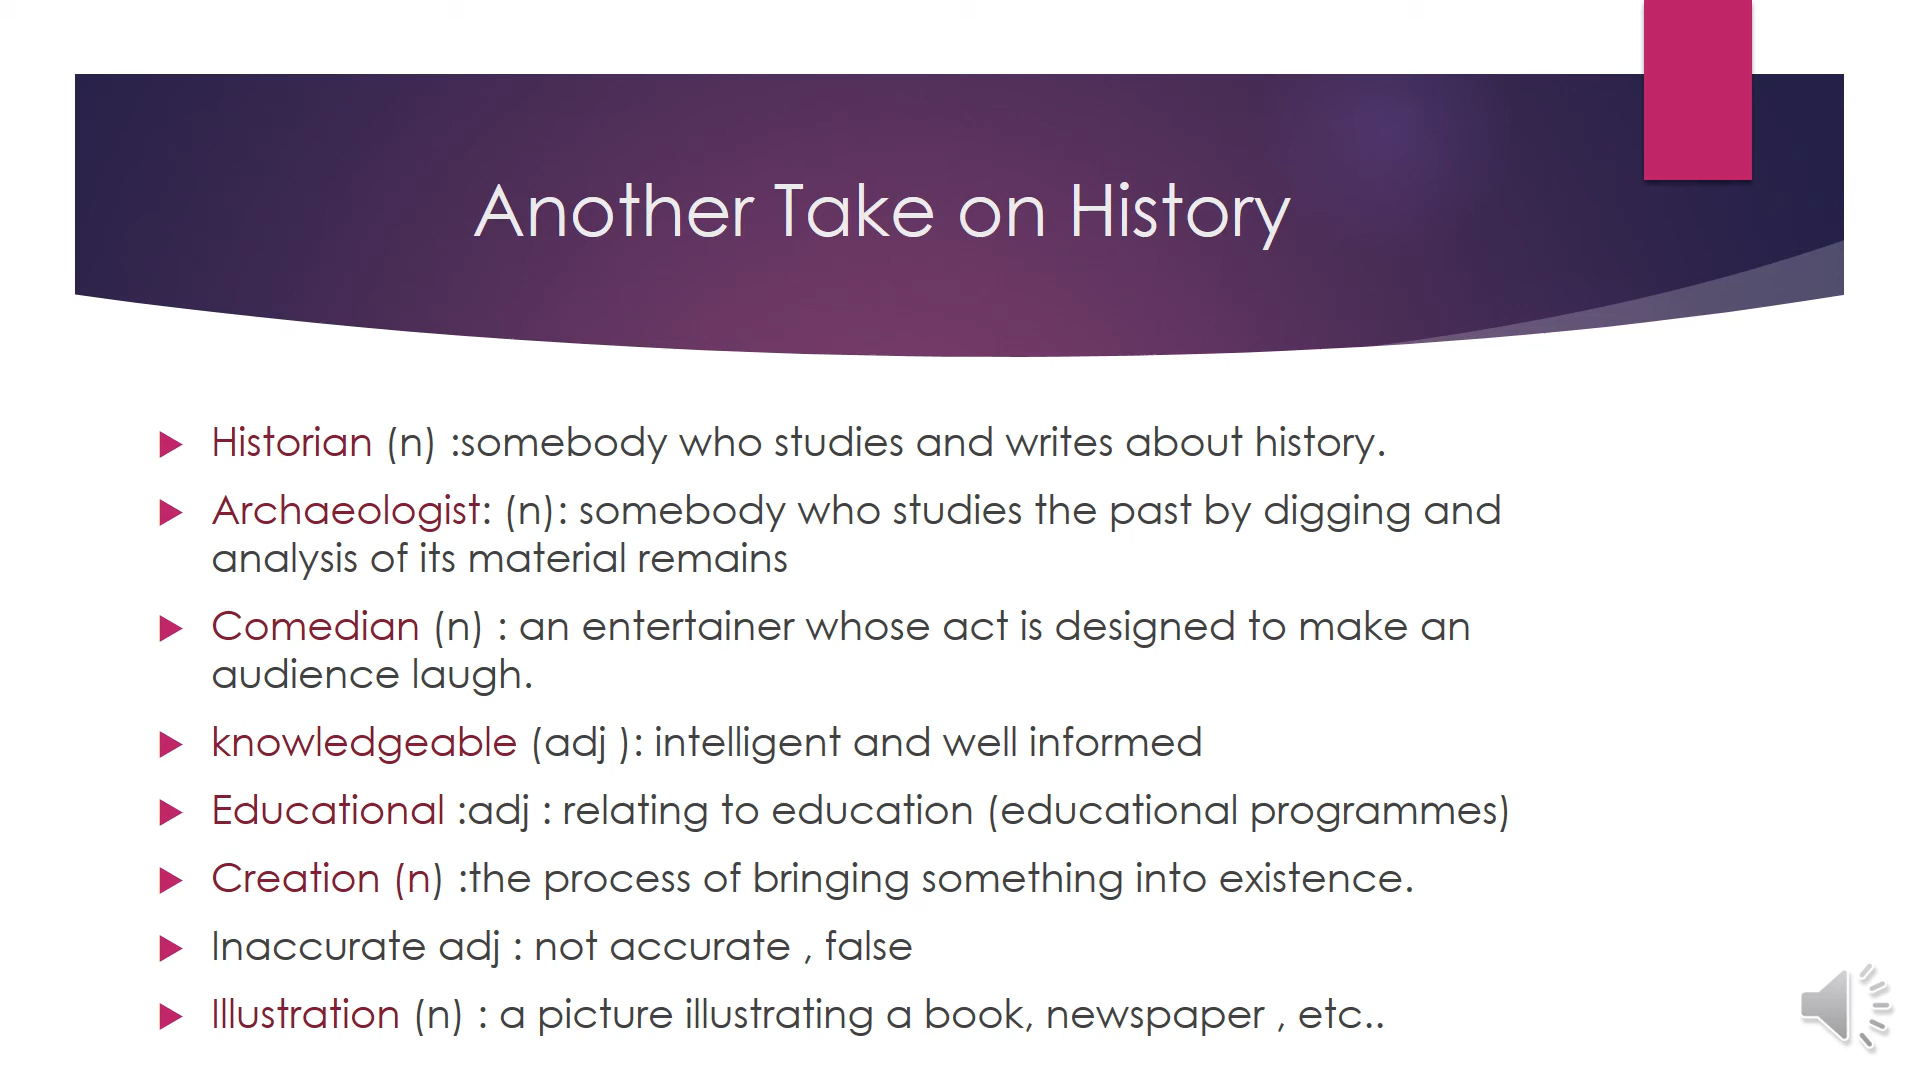 Another Take on History
Historian (n) :somebody who studies and writes about history.
Archaeologist: (n): somebody who studies the past by digging and
analysis of its material remains
Comedian (n) : an entertainer whose act is designed to make an
audience laugh.
knowledgeable (adj ): intelligent and well informed
Educational :adj : relating to education (educational programmes)
Creation (n) :the process of bringing something into existence.
Inaccurate adj : not accurate , false
Illustration (n) : a picture illustrating a book, newspaper , etc..